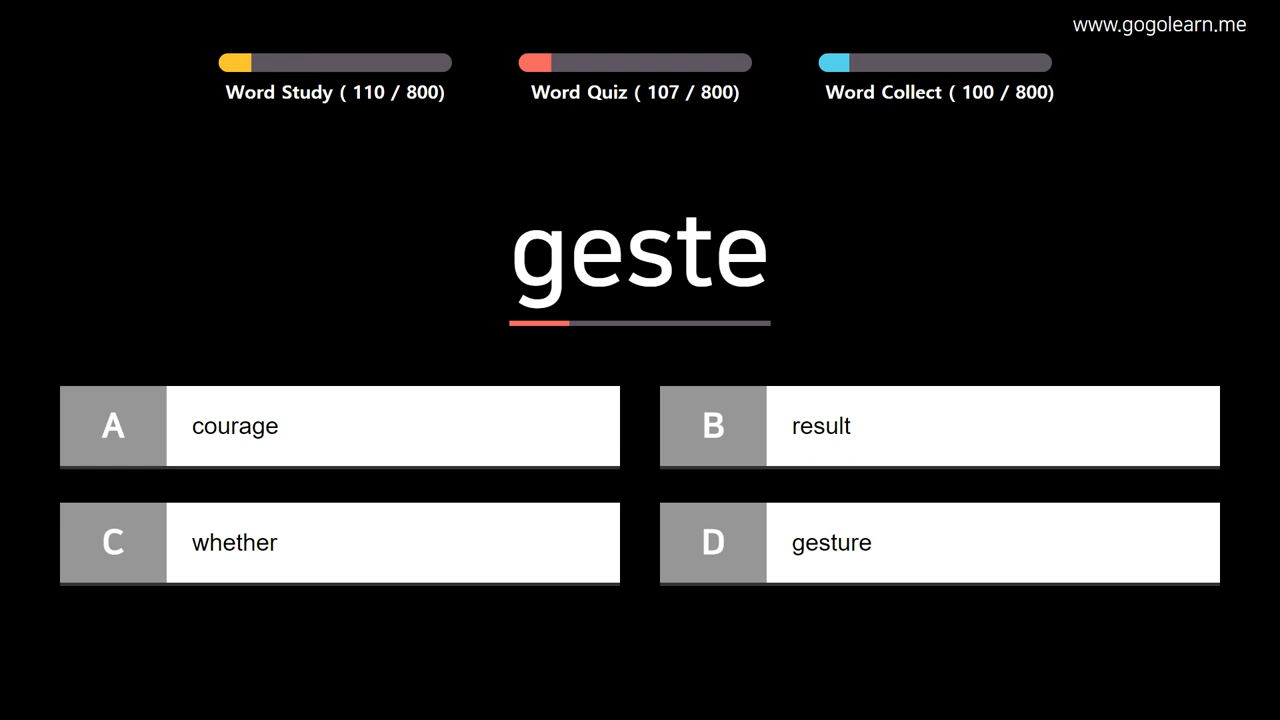 www.gogolearn.me
Word Study ( 110 / 800)
Word Quiz ( 107 / 800)
Word Collect ( 100 / 800)
geste
A courage
B result
C whether
D gesture